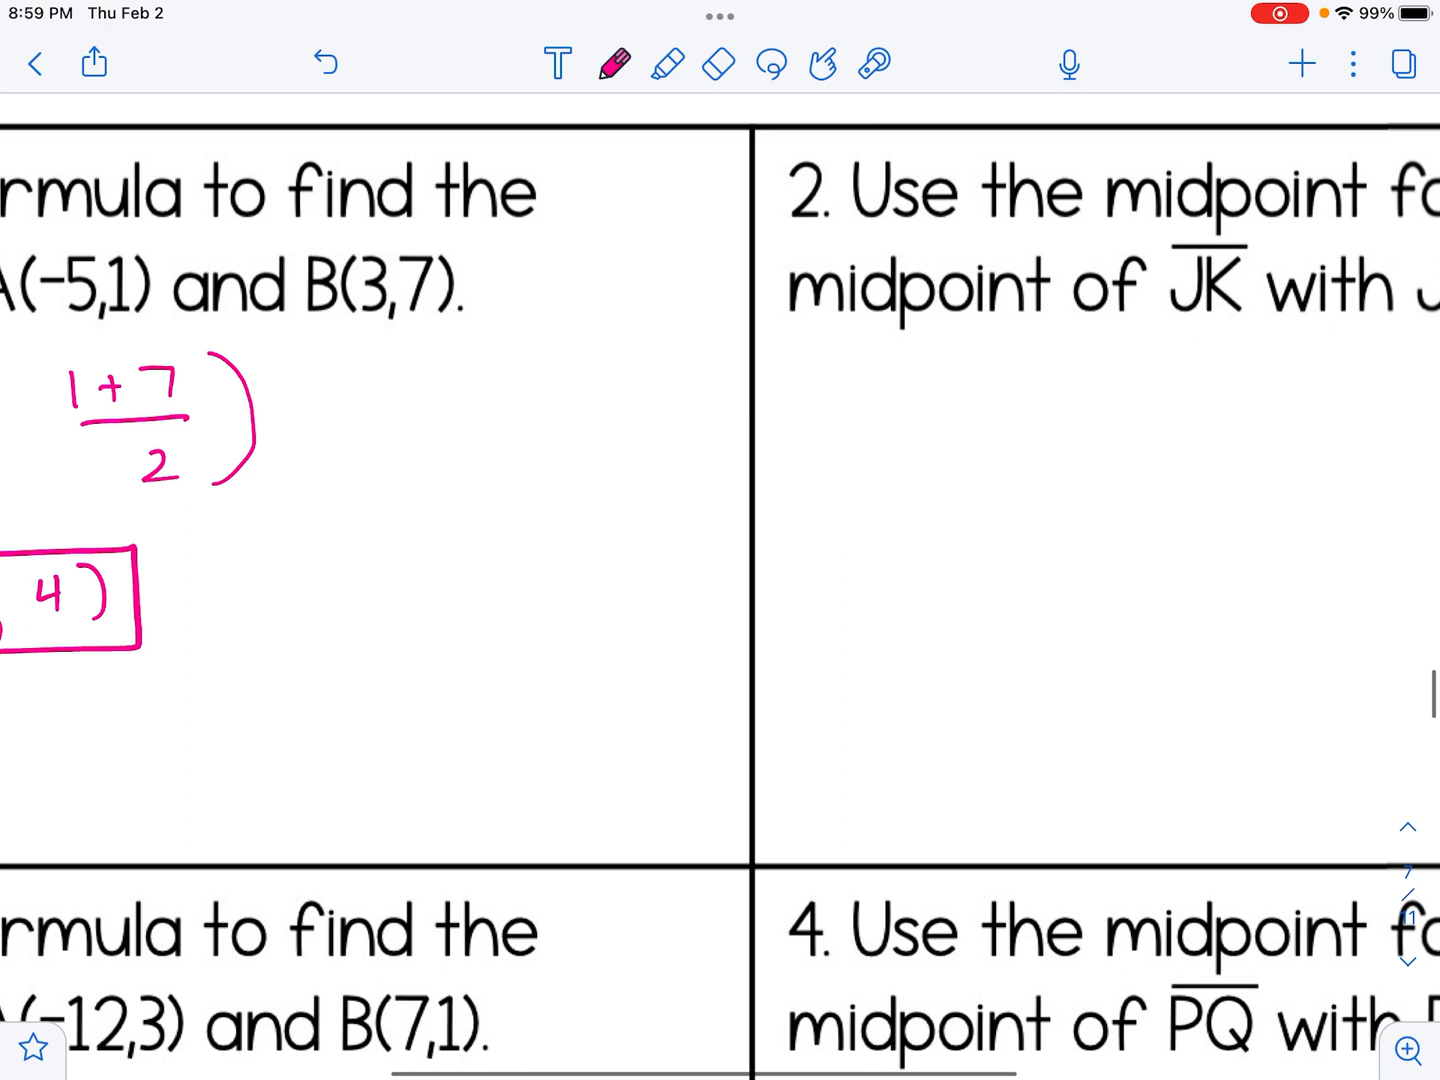 8:59 PM Thu Feb 2
99%
rmula to find the
A(-5,1) and B(3,7).
1 + 7
2
)
, 4)
2. Use the midpoint fo
midpoint of JK with J
rmula to find the
(-12,3) and B(7,1).
4. Use the midpoint fo
midpoint of PQ with P
7
/
11